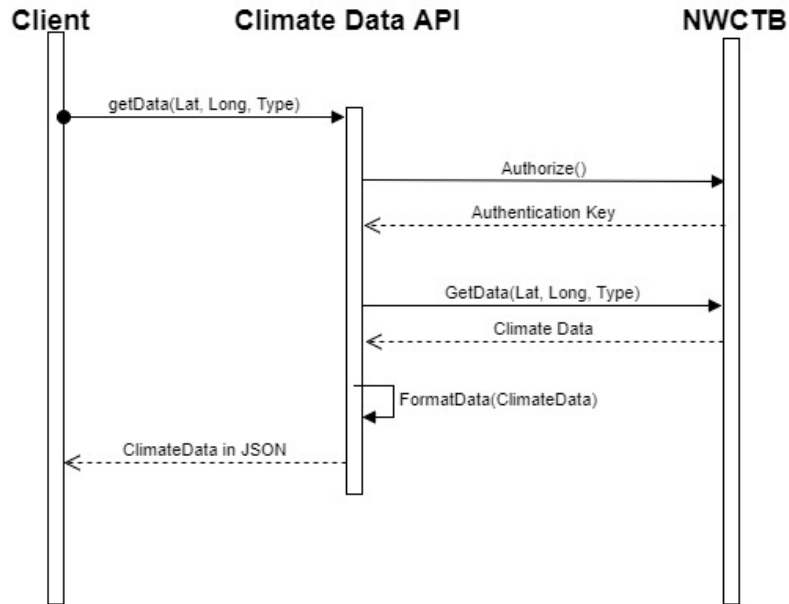 Client
Climate Data API
NWCTB
getData(Lat, Long, Type)
Authorize()
Authentication Key
GetData(Lat, Long, Type)
Climate Data
FormatData(ClimateData)
ClimateData in JSON